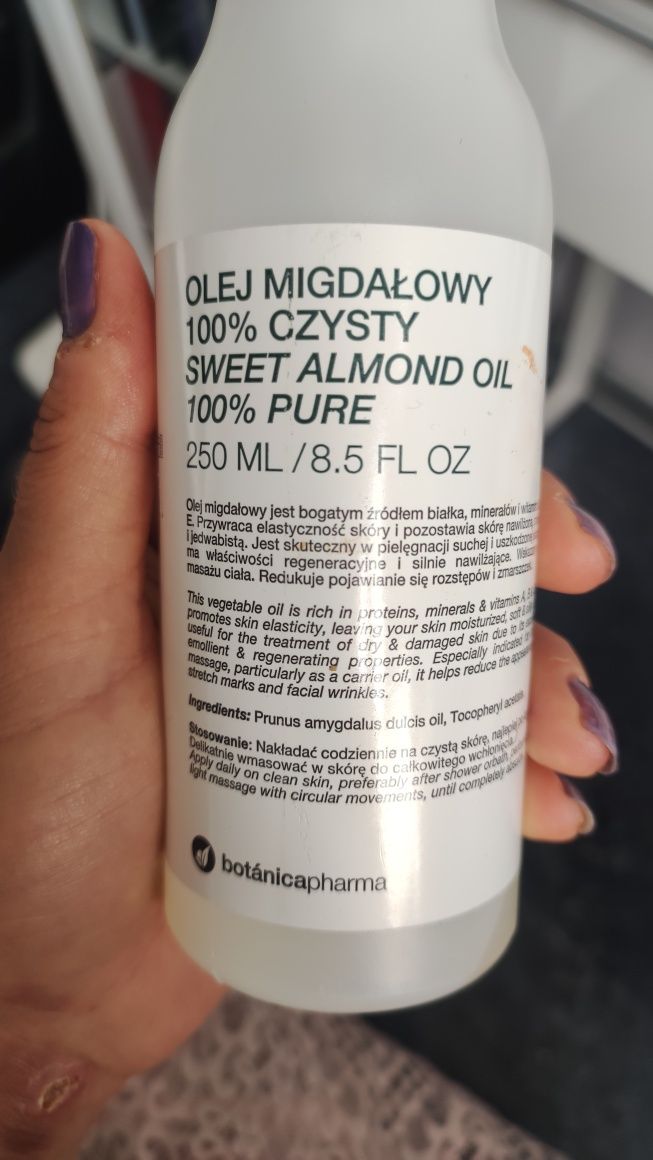 OLEJ MIGDAŁOWY
100% CZYSTY
SWEET ALMOND OIL
100% PURE
250 ML / 8.5 FL OZ
Olej migdałowy jest bogatym źródłem białka, minerałów i
E. Przywraca elastyczność skóry i pozostawia skórę
i jedwabistą. Jest skuteczny w pielęgnacji suchej i
ma właściwości regeneracyjne i silnie nawilżające.
masażu ciała. Redukuje pojawianie się rozstępów i
This vegetable oil is rich in proteins, minerals & vitamins A,
promotes skin elasticity, leaving your skin moisturized, soft &
useful for the treatment of dry & damaged skin due to its
emollient & regenerating properties. Especially indicated
massage, particularly as a carrier oil, it helps reduce the
stretch marks and facial wrinkles.
Ingredients: Prunus amygdalus dulcis oil, Tocopheryl
Stosowanie: Nakładać codziennie na czystą skórę, najlepiej
Delikatnie wmasować w skórę do całkowitego wchłonięcia.
Apply daily on clean skin, preferably after shower or bath,
light massage with circular movements, until completely
botánicapharma